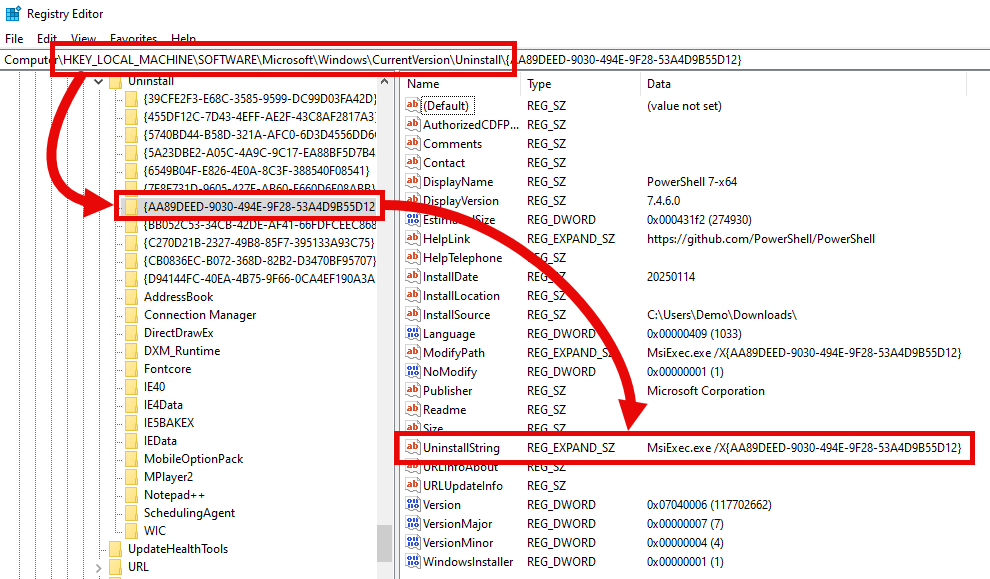 Registry Editor
File Edit View Favorites Help
Computer\HKEY_LOCAL_MACHINE\SOFTWARE\Microsoft\Windows\CurrentVersion\Uninstall\{AA89DEED-9030-494E-9F28-53A4D9B55D12}
Uninstall
{39CFE2F3-E68C-3585-9599-DC99D03FA42D}
{455DF12C-7D43-4EFF-AE2F-43C8AF2817A3}
{5740BD44-B58D-321A-AFC0-6D3D4556DD6
{5A23DBE2-A05C-4A9C-9C17-EA88BF5D7B4
{6549B04F-E826-4E0A-8C3F-388540F08541}
{7F8E731D-9605-427F-AB60-F660D6F08ABB}
{AA89DEED-9030-494E-9F28-53A4D9B55D12
{BB052C53-34CB-42DE-AF41-66FDFCEEC868
{C270D21B-2327-49B8-85F7-395133A93C75}
{CB0836EC-B072-368D-82B2-D3470BF95707}
{D94144FC-40EA-4B75-9F66-0CA4EF190A3A
AddressBook
Connection Manager
DirectDrawEx
DXM_Runtime
Fontcore
IE40
IE4Data
IE5BAKEX
IEData
MobileOptionPack
MPlayer2
Notepad++
SchedulingAgent
WIC
UpdateHealthTools
URL
Name Type Data
(Default) REG_SZ (value not set)
AuthorizedCDFP... REG_SZ
Comments REG_SZ
Contact REG_SZ
DisplayName REG_SZ PowerShell 7-x64
DisplayVersion REG_SZ 7.4.6.0
EstimatedSize REG_DWORD 0x000431f2 (274930)
HelpLink REG_EXPAND_SZ https://github.com/PowerShell/PowerShell
HelpTelephone REG_SZ
InstallDate REG_SZ 20250114
InstallLocation REG_SZ
InstallSource REG_SZ C:\Users\Demo\Downloads\
Language REG_DWORD 0x00000409 (1033)
ModifyPath REG_EXPAND_SZ MsiExec.exe /X{AA89DEED-9030-494E-9F28-53A4D9B55D12}
NoModify REG_DWORD 0x00000001 (1)
Publisher REG_SZ Microsoft Corporation
Readme REG_SZ
Size REG_SZ
UninstallString REG_EXPAND_SZ MsiExec.exe /X{AA89DEED-9030-494E-9F28-53A4D9B55D12}
URLInfoAbout REG_SZ
URLUpdateInfo REG_SZ
Version REG_DWORD 0x07040006 (117702662)
VersionMajor REG_DWORD 0x00000007 (7)
VersionMinor REG_DWORD 0x00000004 (4)
WindowsInstaller REG_DWORD 0x00000001 (1)